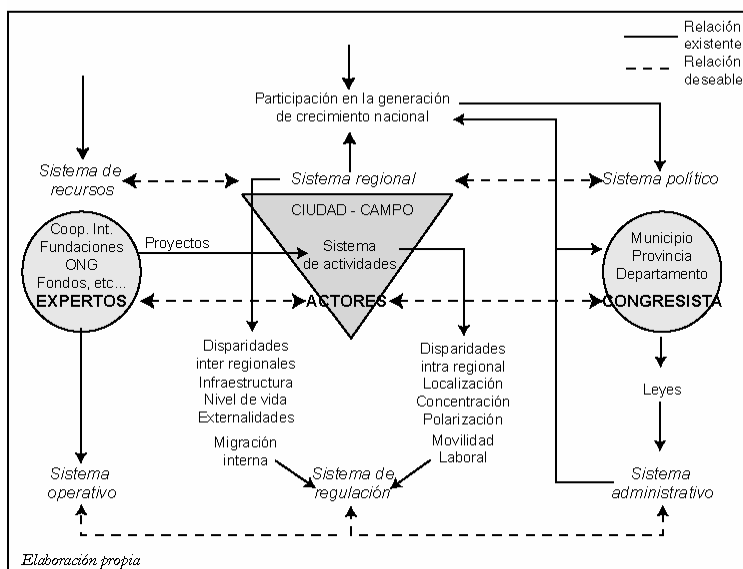 Relación
existente
Relación
deseable
Participación en la generación
de crecimiento nacional
Sistema de
recursos
Sistema regional
Sistema político
CIUDAD - CAMPO
Coop. Int.
Fundaciones
ONG
Fondos, etc...
EXPERTOS
Proyectos
Sistema
de actividades
ACTORES
Municipio
Provincia
Departamento
CONGRESISTA
Disparidades
inter regionales
Infraestructura
Nivel de vida
Externalidades
Migración
interna
Disparidades
intra regional
Localización
Concentración
Polarización
Movilidad
Laboral
Leyes
Sistema
operativo
Sistema de
regulación
Sistema
administrativo
Elaboración propia